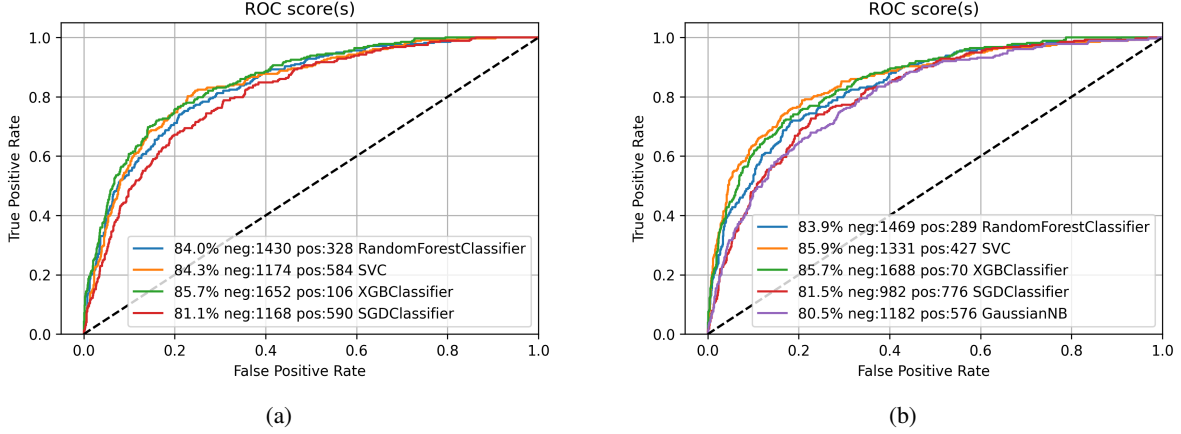 ROC score(s)
1.0
0.8
0.6
0.4
0.2
0.0
True Positive Rate
84.0% neg:1430 pos:328 RandomForestClassifier
84.3% neg:1174 pos:584 SVC
85.7% neg:1652 pos:106 XGBClassifier
81.1% neg:1168 pos:590 SGDClassifier
0.0 0.2 0.4 0.6 0.8 1.0
False Positive Rate
(a)
ROC score(s)
1.0
0.8
0.6
0.4
0.2
0.0
True Positive Rate
83.9% neg:1469 pos:289 RandomForestClassifier
85.9% neg:1331 pos:427 SVC
85.7% neg:1688 pos:70 XGBClassifier
81.5% neg:982 pos:776 SGDClassifier
80.5% neg:1182 pos:576 GaussianNB
0.0 0.2 0.4 0.6 0.8 1.0
False Positive Rate
(b)